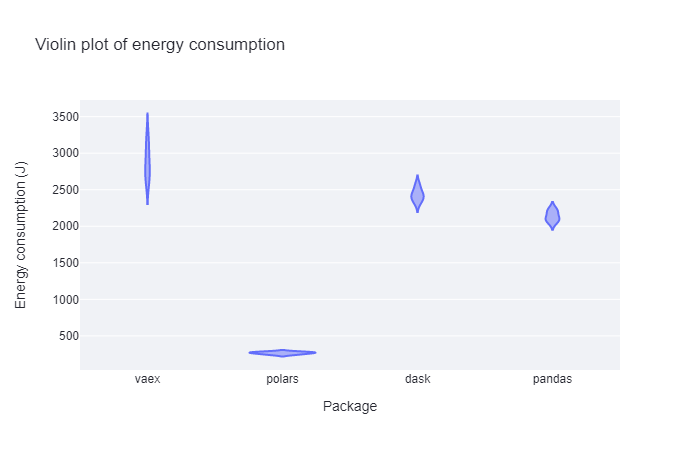 Violin plot of energy consumption
Energy consumption (J)
3500
3000
2500
2000
1500
1000
500
vaex polars dask pandas
Package